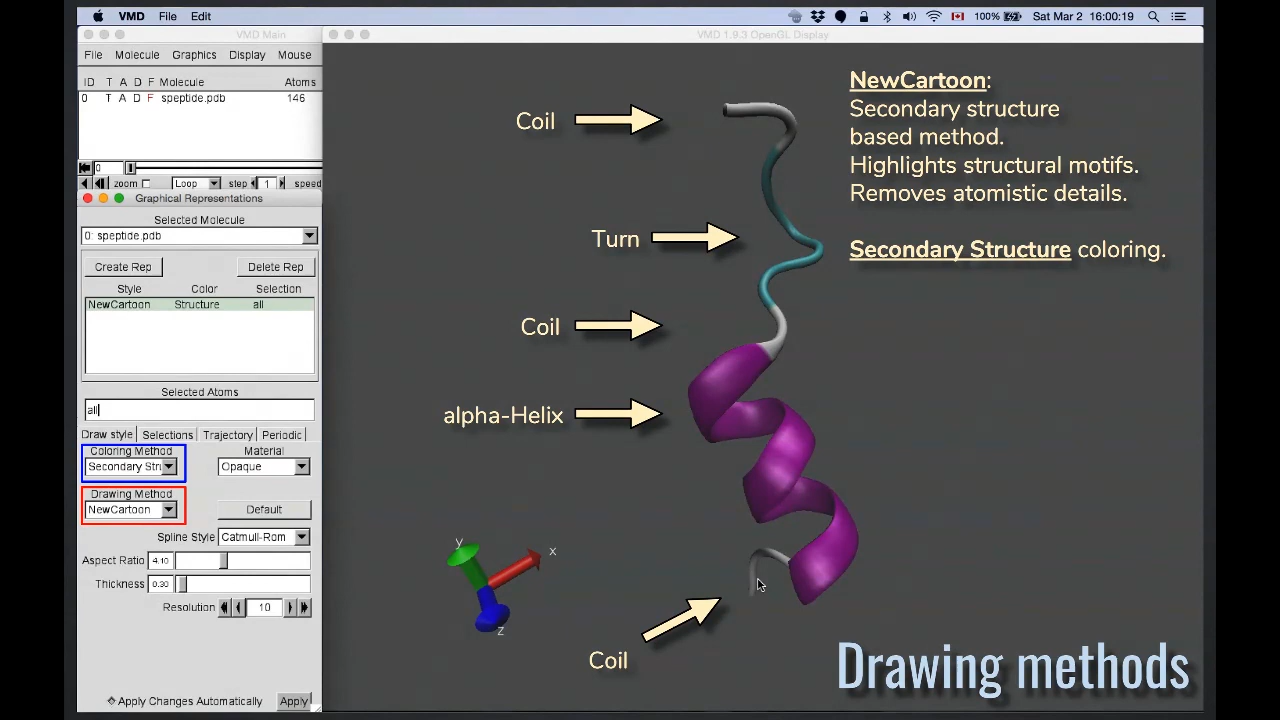 VMD File Edit 100% Sat Mar 2 16:00:19
VMD Main
VMD 1.9.3 OpenGL Display
File Molecule Graphics Display Mouse
ID T A D F Molecule Atoms
0 T A D F speptide.pdb 146
0
zoom Loop step 1 speed
Graphical Representations
Selected Molecule
0: speptide.pdb
Create Rep Delete Rep
Style Color Selection
NewCartoon Structure all
Selected Atoms
all
Draw style Selections Trajectory Periodic
Coloring Method Material
Secondary Stru Opaque
Drawing Method
NewCartoon Default
Spline Style Catmull-Rom
Aspect Ratio 4.10
Thickness 0.30
Resolution 10
Apply Changes Automatically Apply
Coil
Turn
Coil
alpha-Helix
Coil
y
x
z
NewCartoon:
Secondary structure
based method.
Highlights structural motifs.
Removes atomistic details.
Secondary Structure coloring.
Drawing methods